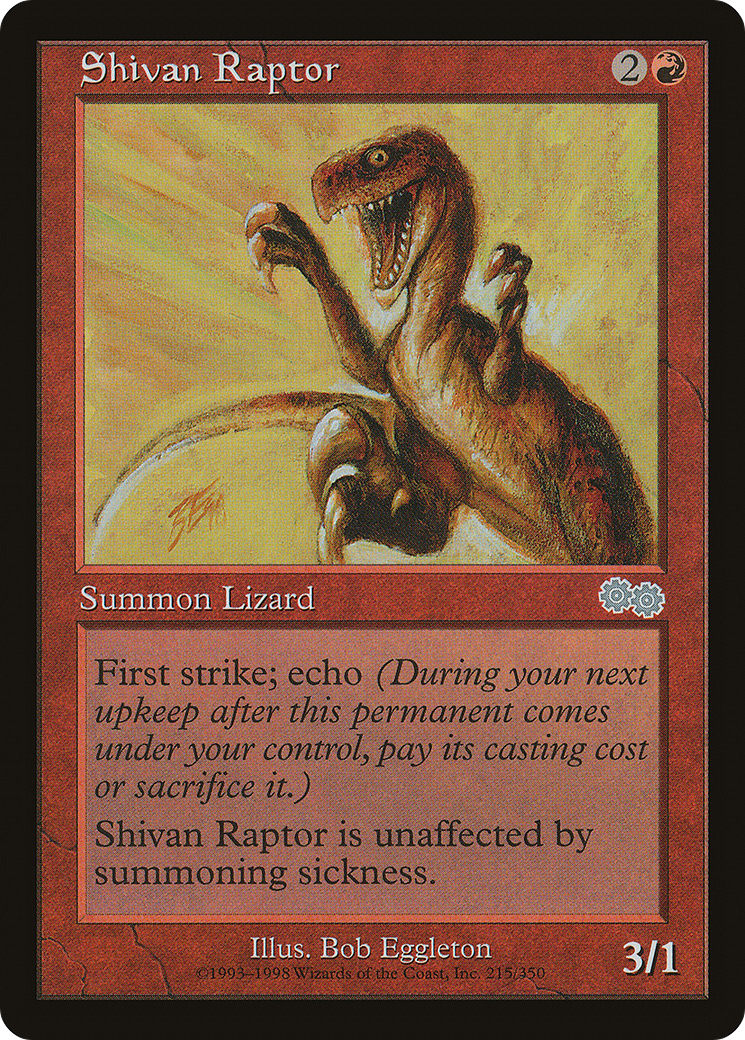 Shivan Raptor 2
Summon Lizard
First strike; echo (During your next
upkeep after this permanent comes
under your control, pay its casting cost
or sacrifice it.)
Shivan Raptor is unaffected by
summoning sickness.
Illus. Bob Eggleton
©1993–1998 Wizards of the Coast, Inc. 215/350
3/1